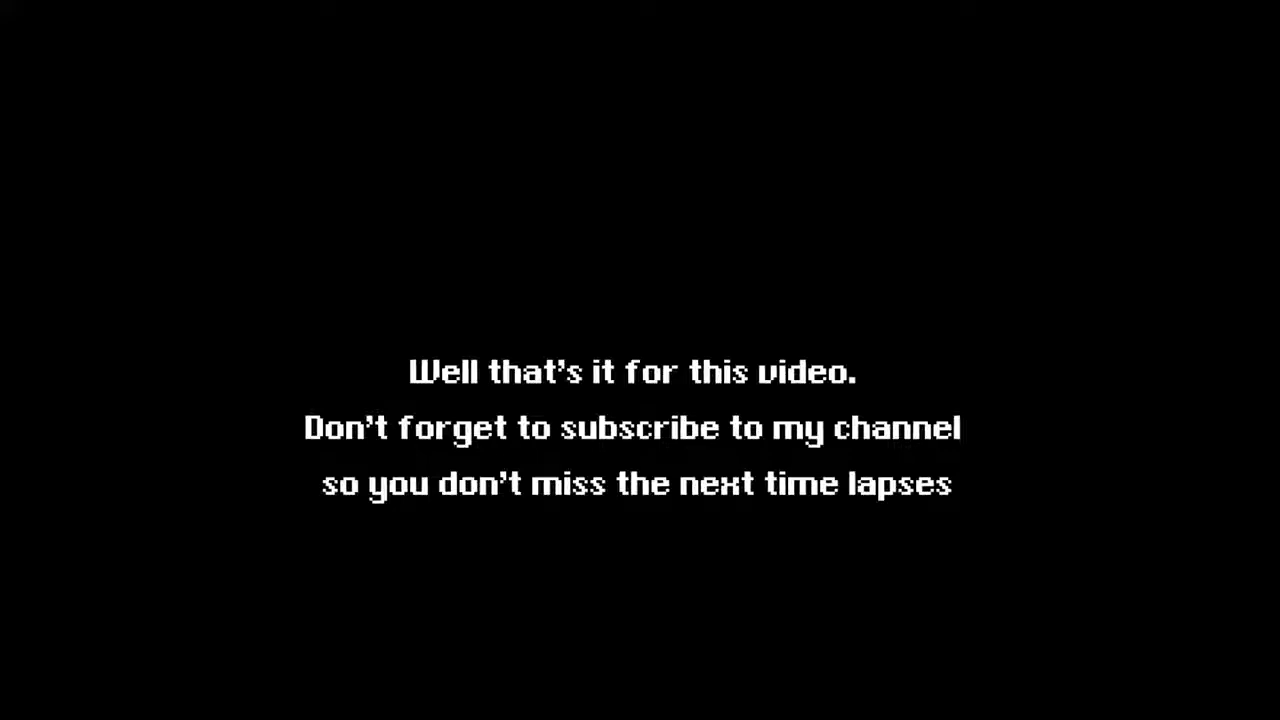 Well that's it for this video.
Don't forget to subscribe to my channel
so you don't miss the next time lapses